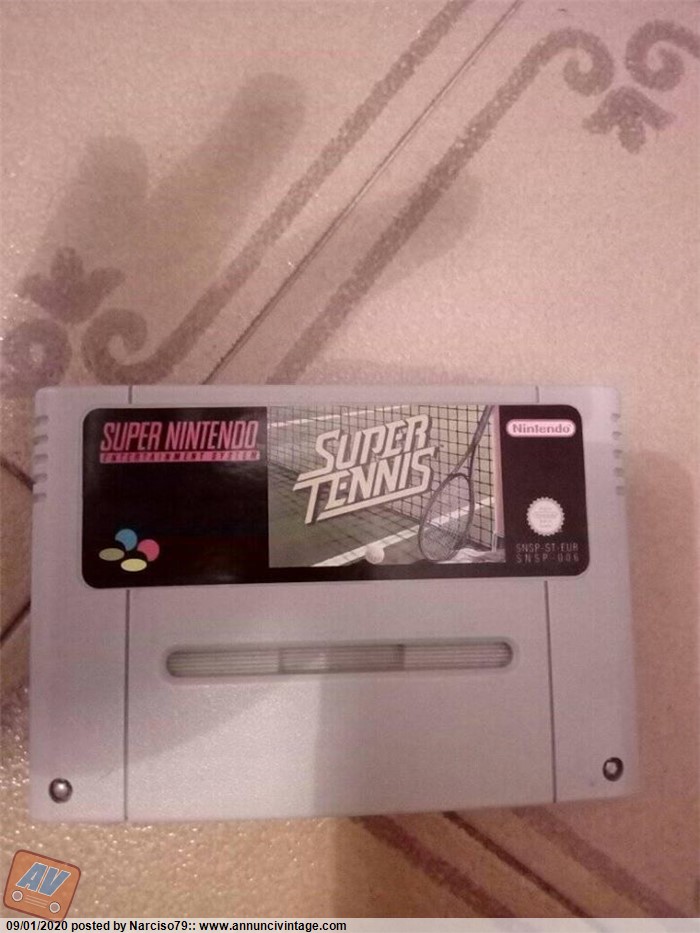 SUPER NINTENDO
ENTERTAINMENT SYSTEM
SUPER
TENNIS
Nintendo
SNSP-ST-EUR
SNSP-006
AV
09/01/2020 posted by Narciso79:: www.annuncivintage.com